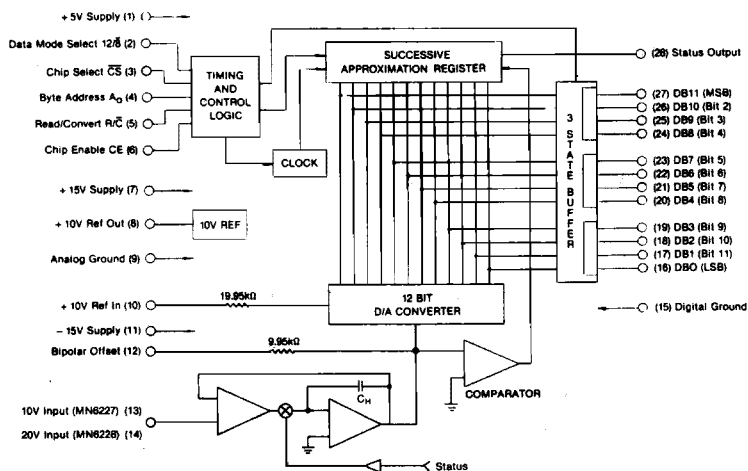 +5V Supply (1)
Data Mode Select 12/8̅ (2)
Chip Select C̅S̅ (3)
Byte Address A₀ (4)
Read/Convert R/C̅ (5)
Chip Enable CE (6)
+15V Supply (7)
+10V Ref Out (8)
Analog Ground (9)
+10V Ref In (10)
−15V Supply (11)
Bipolar Offset (12)
10V Input (MN6227) (13)
20V Input (MN6228) (14)
TIMING
AND
CONTROL
LOGIC
CLOCK
10V REF
SUCCESSIVE
APPROXIMATION REGISTER
19.95kΩ
9.95kΩ
12 BIT
D/A CONVERTER
C_H
COMPARATOR
Status
3 STATE BUFFER
(28) Status Output
(27) DB11 (MSB)
(26) DB10 (Bit 2)
(25) DB9 (Bit 3)
(24) DB8 (Bit 4)
(23) DB7 (Bit 5)
(22) DB6 (Bit 6)
(21) DB5 (Bit 7)
(20) DB4 (Bit 8)
(19) DB3 (Bit 9)
(18) DB2 (Bit 10)
(17) DB1 (Bit 11)
(16) DBO (LSB)
(15) Digital Ground